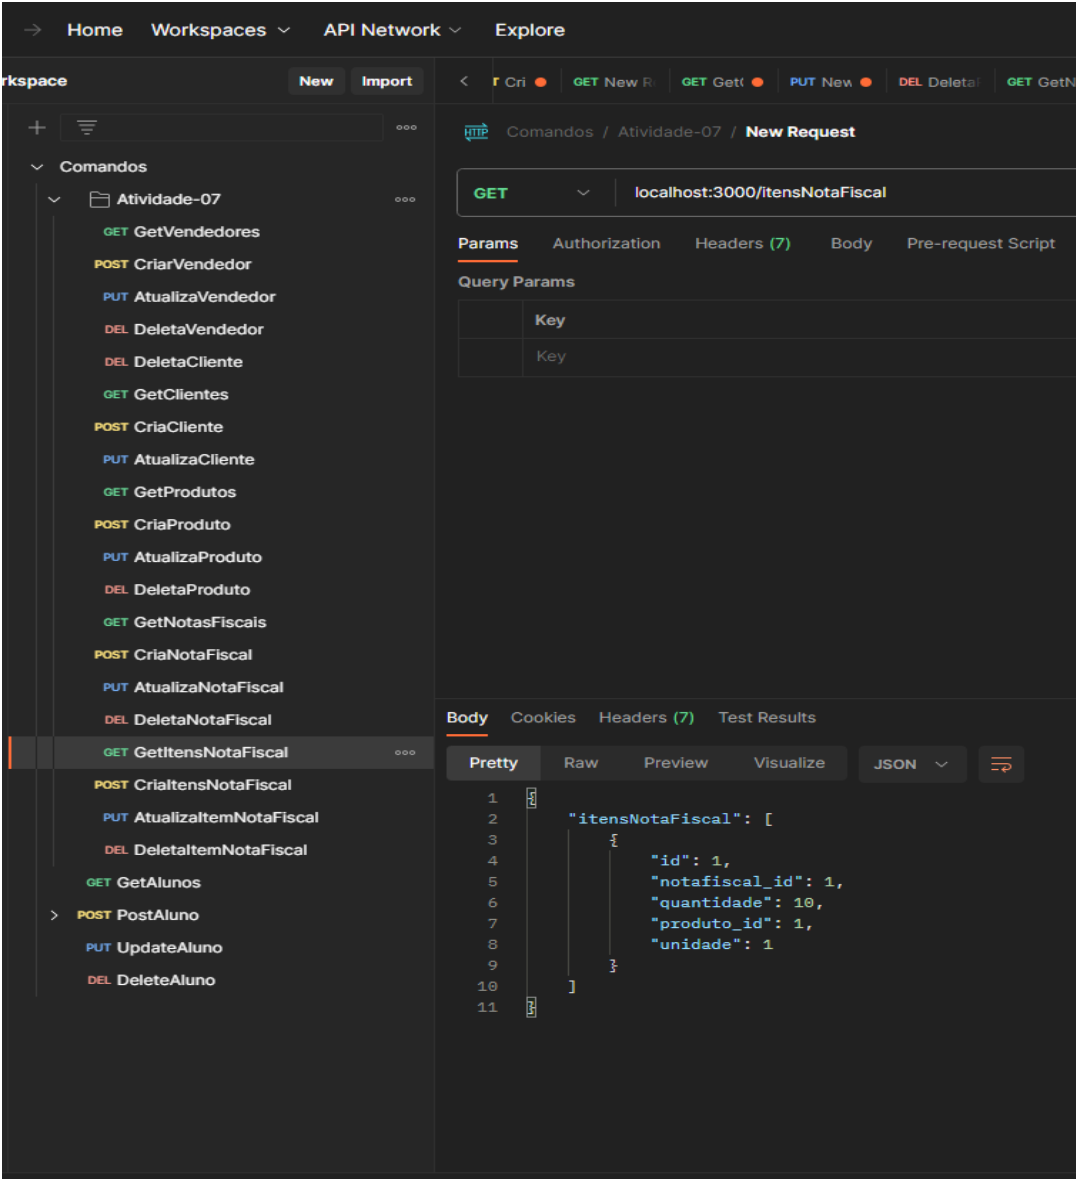 Home Workspaces API Network Explore
rkspace New Import
Cri GET New R GET Get PUT New DEL Deleta GET GetN
HTTP Comandos / Atividade-07 / New Request
Comandos
Atividade-07
GET GetVendedores
POST CriarVendedor
PUT AtualizaVendedor
DEL DeletaVendedor
DEL DeletaCliente
GET GetClientes
POST CriaCliente
PUT AtualizaCliente
GET GetProdutos
POST CriaProduto
PUT AtualizaProduto
DEL DeletaProduto
GET GetNotasFiscais
POST CriaNotaFiscal
PUT AtualizaNotaFiscal
DEL DeletaNotaFiscal
GET GetItensNotaFiscal
POST CriaItensNotaFiscal
PUT AtualizaItemNotaFiscal
DEL DeletaItemNotaFiscal
GET GetAlunos
POST PostAluno
PUT UpdateAluno
DEL DeleteAluno
GET localhost:3000/itensNotaFiscal
Params Authorization Headers (7) Body Pre-request Script
Query Params
Key
Key
Body Cookies Headers (7) Test Results
Pretty Raw Preview Visualize JSON
1 {
2 "itensNotaFiscal": [
3 {
4 "id": 1,
5 "notafiscal_id": 1,
6 "quantidade": 10,
7 "produto_id": 1,
8 "unidade": 1
9 }
10 ]
11 }